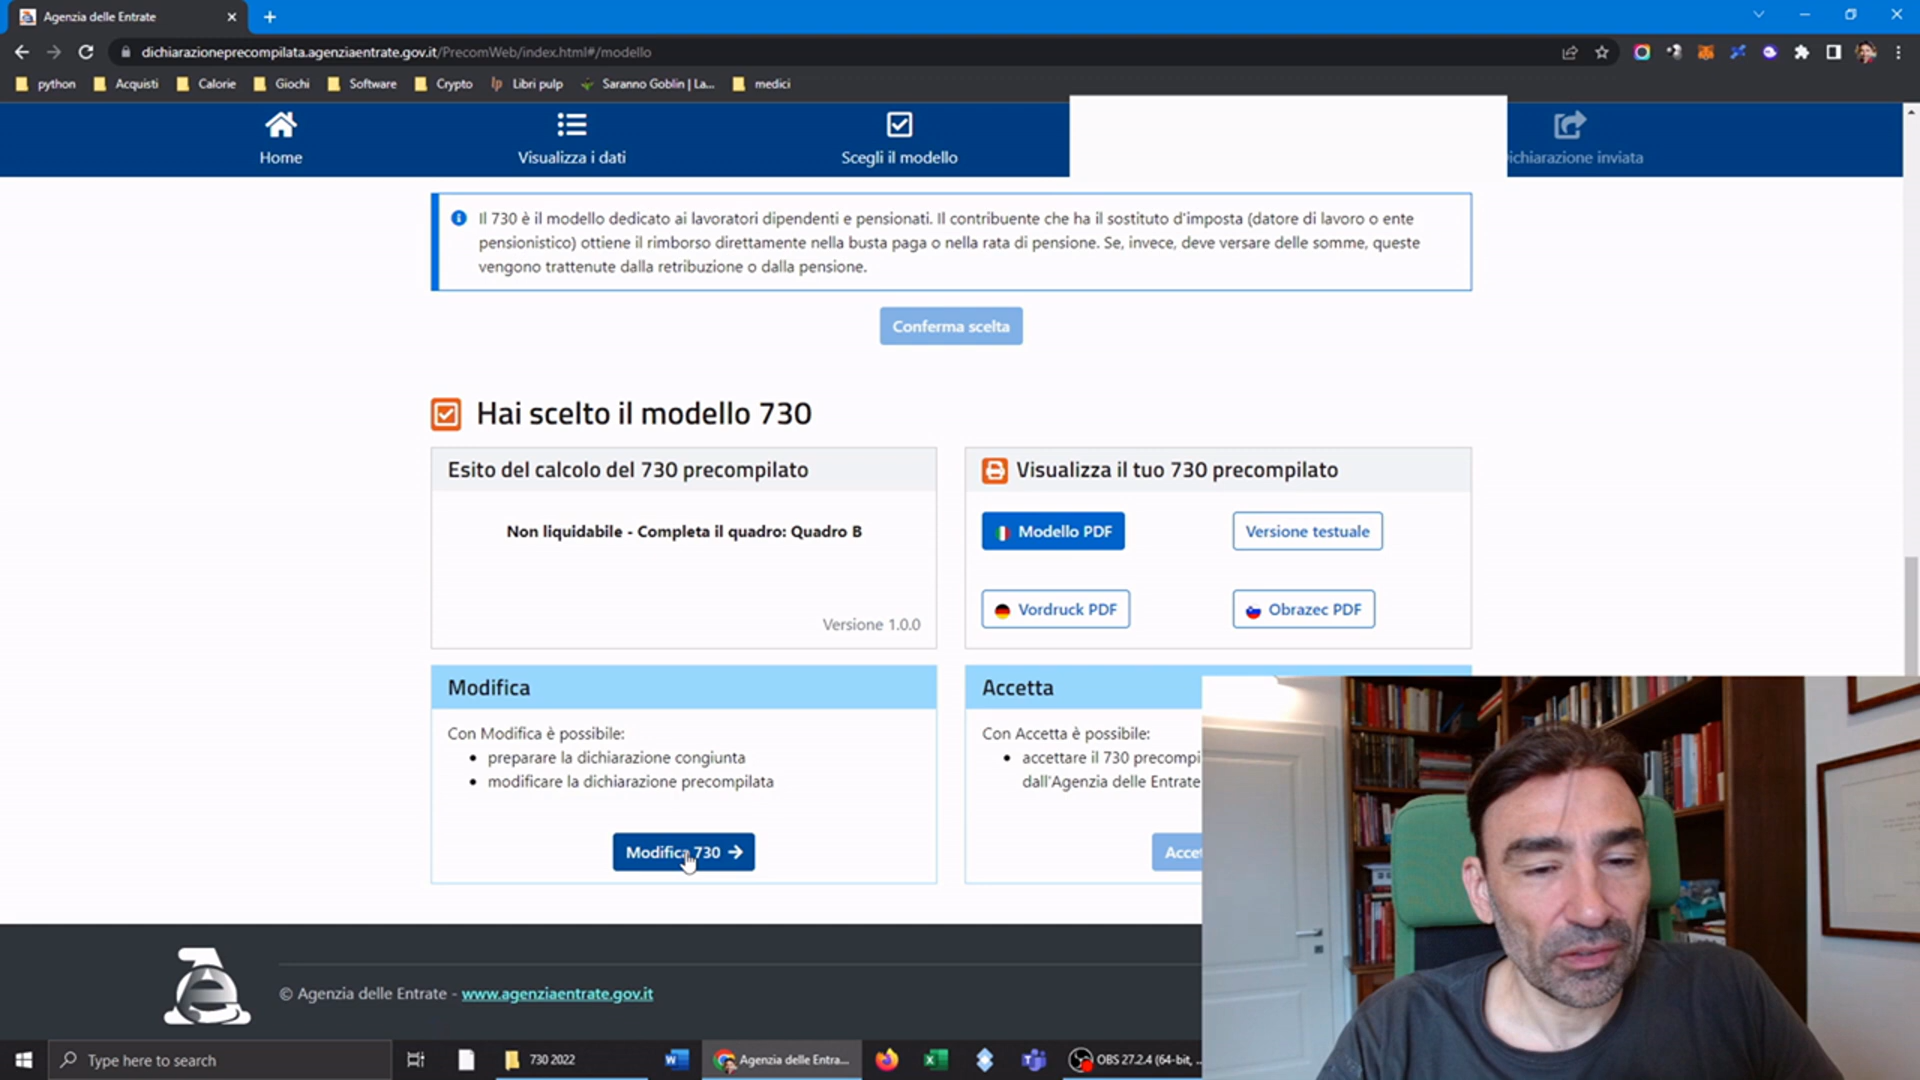 Agenzia delle Entrate
dichiarazioneprecompilata.agenziaentrate.gov.it/PrecomWeb/index.html#/modello
python Acquisti Calorie Giochi Software Crypto lp Libri pulp Saranno Goblin | La... medici
Home Visualizza i dati Scegli il modello ichiarazione inviata
Il 730 è il modello dedicato ai lavoratori dipendenti e pensionati. Il contribuente che ha il sostituto d'imposta (datore di lavoro o ente
pensionistico) ottiene il rimborso direttamente nella busta paga o nella rata di pensione. Se, invece, deve versare delle somme, queste
vengono trattenute dalla retribuzione o dalla pensione.
Conferma scelta
Hai scelto il modello 730
Esito del calcolo del 730 precompilato
Non liquidabile - Completa il quadro: Quadro B
Versione 1.0.0
Visualizza il tuo 730 precompilato
Modello PDF Versione testuale
Vordruck PDF Obrazec PDF
Modifica
Con Modifica è possibile:
• preparare la dichiarazione congiunta
• modificare la dichiarazione precompilata
Modifica 730
Accetta
Con Accetta è possibile:
• accettare il 730 precompi
dall'Agenzia delle Entrate
Acce
© Agenzia delle Entrate - www.agenziaentrate.gov.it
Type here to search 730 2022 Agenzia delle Entra... OBS 27.2.4 (64-bit, ...